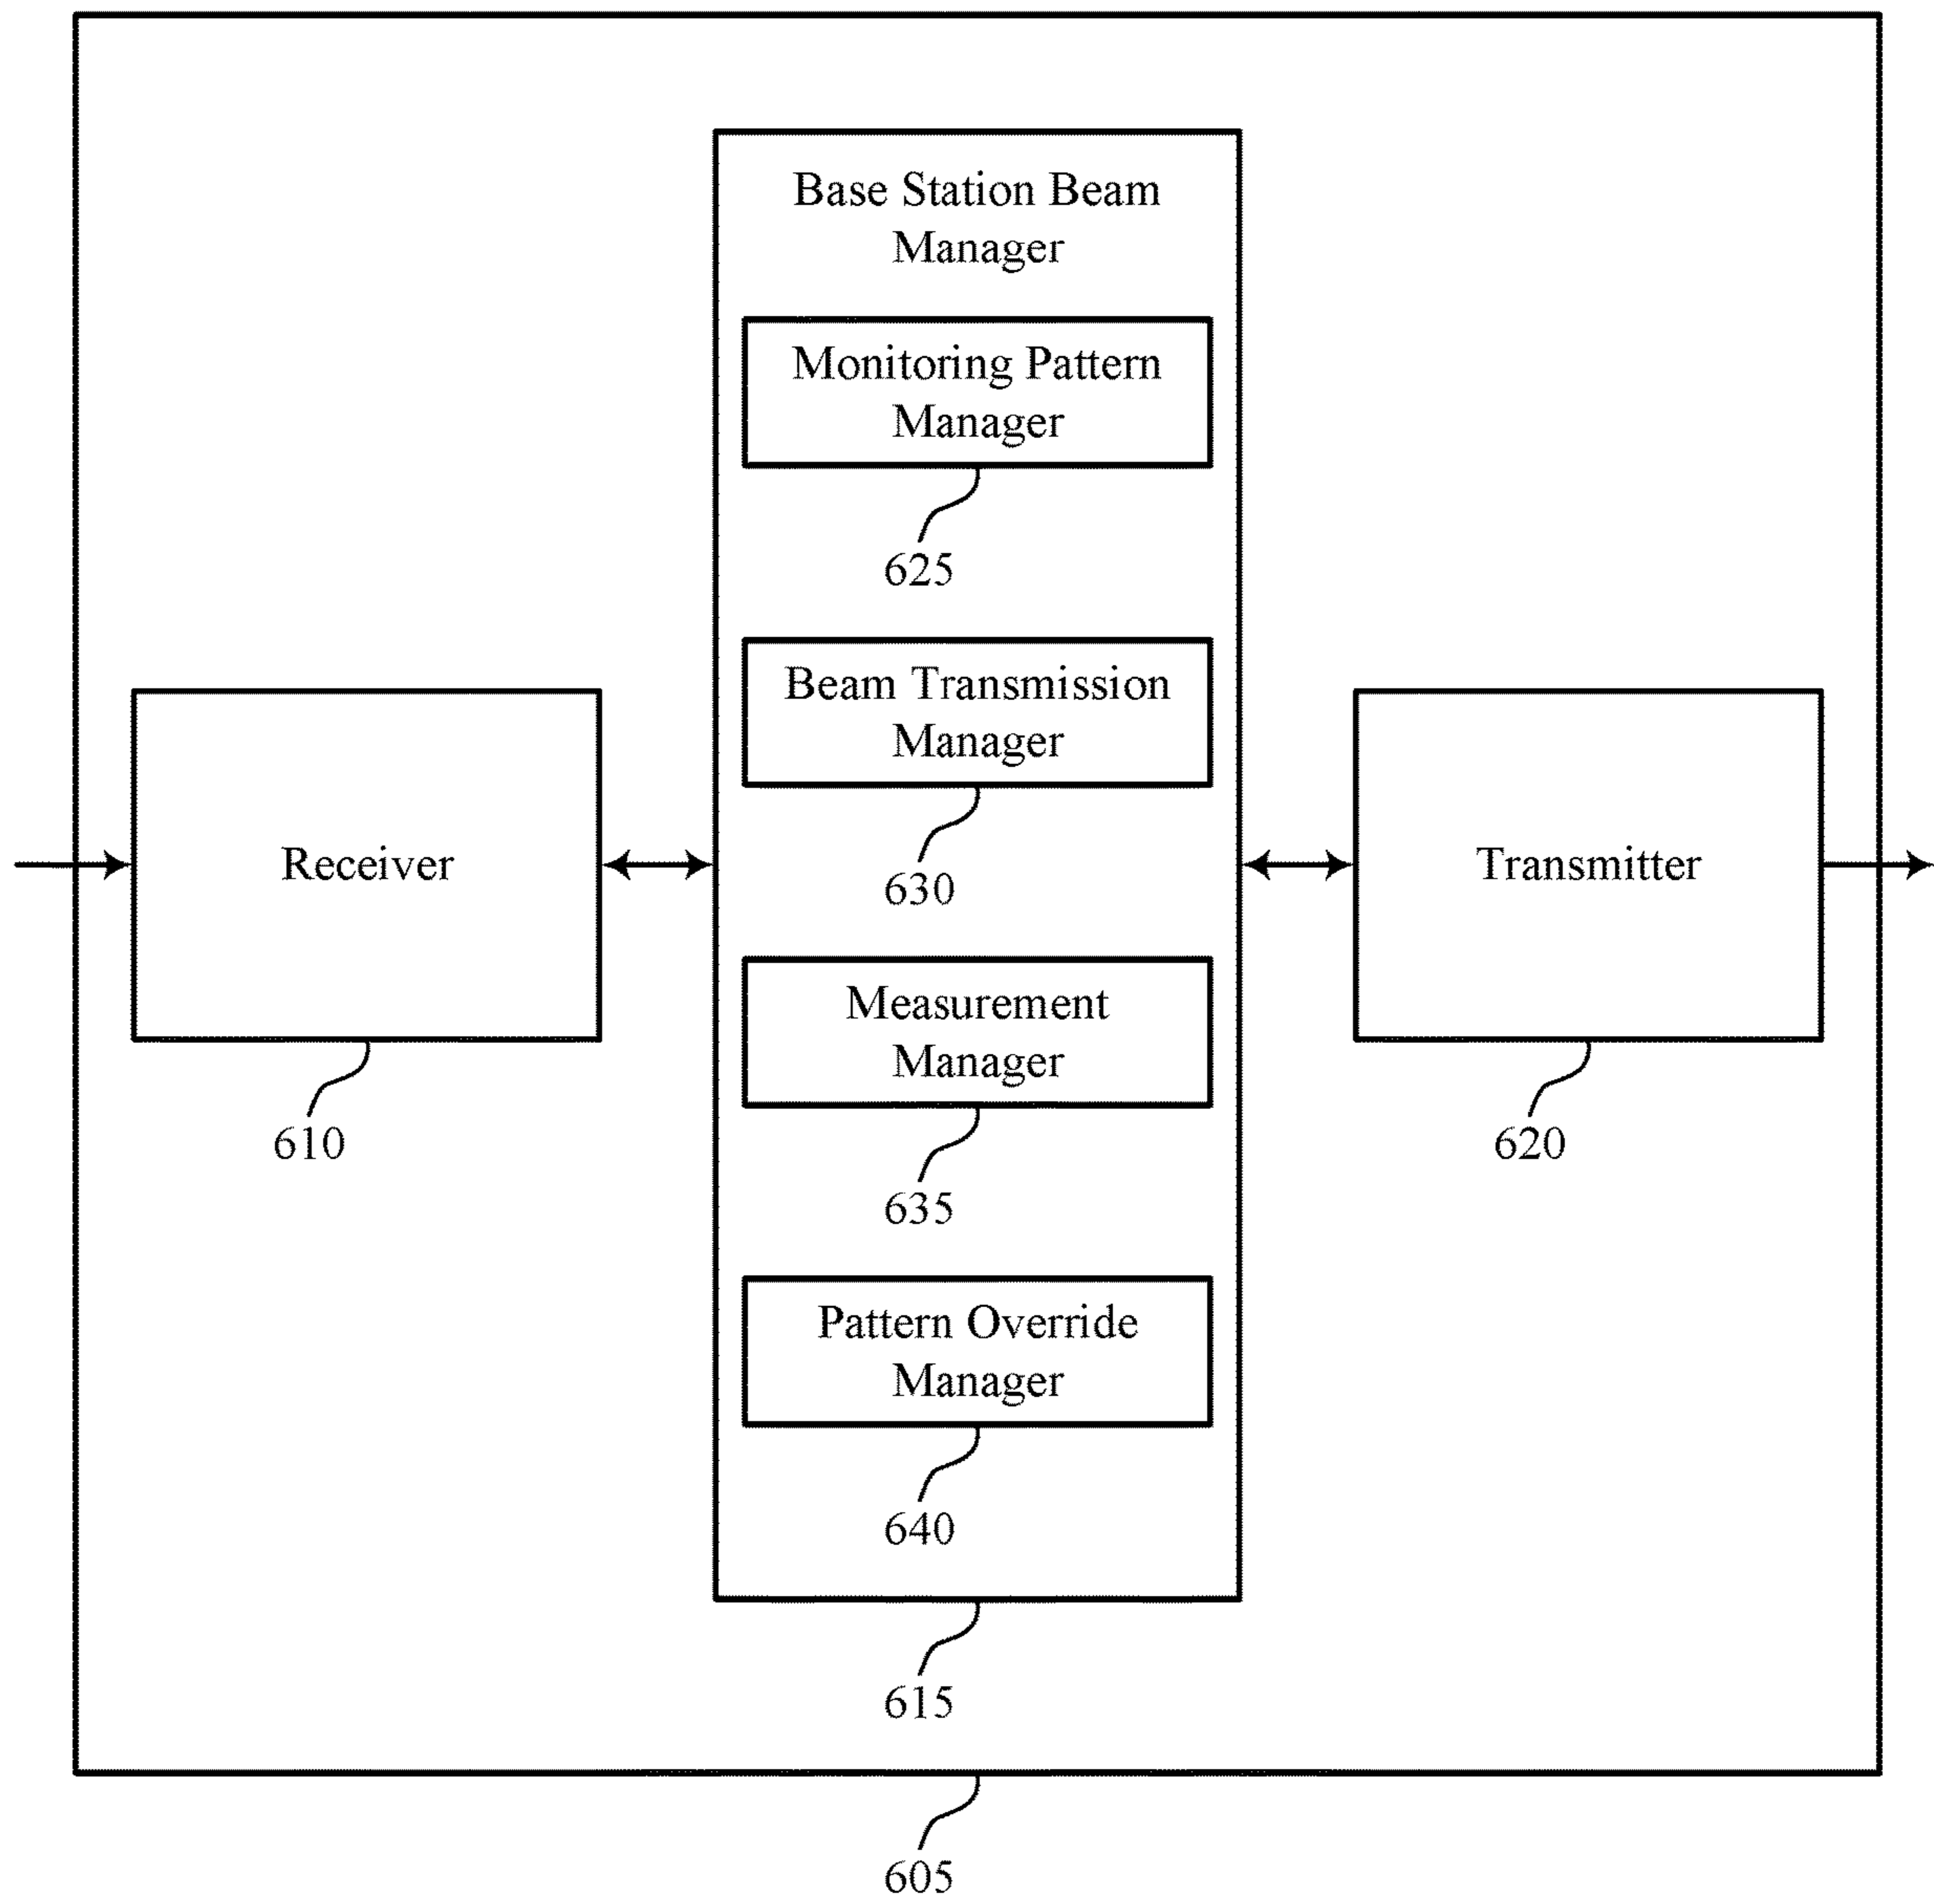 Base Station Beam
Manager
Monitoring Pattern
Manager
625
Beam Transmission
Manager
630
Receiver
610
Transmitter
620
Measurement
Manager
635
Pattern Override
Manager
640
615
605